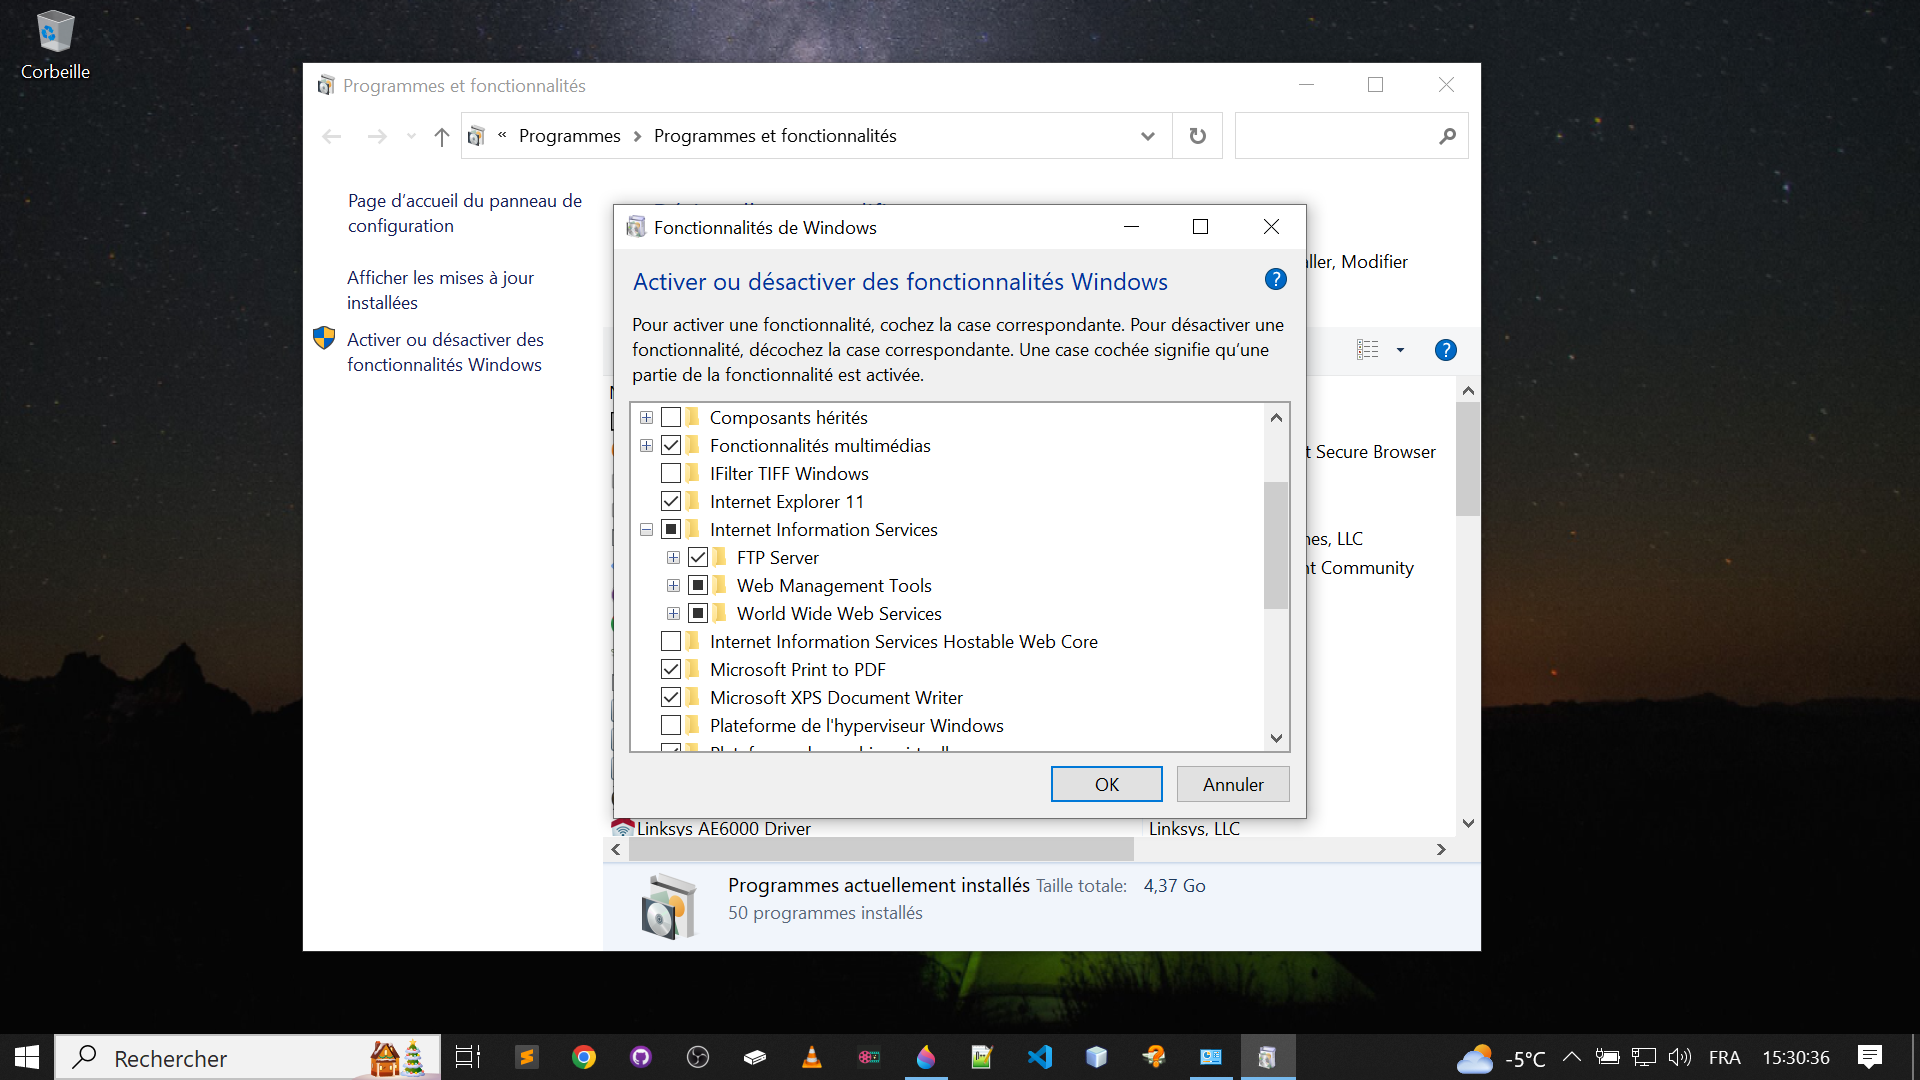 Corbeille
Programmes et fonctionnalités
« Programmes > Programmes et fonctionnalités
Page d'accueil du panneau de
configuration
Afficher les mises à jour
installées
Activer ou désactiver des
fonctionnalités Windows
Fonctionnalités de Windows
Activer ou désactiver des fonctionnalités Windows
Pour activer une fonctionnalité, cochez la case correspondante. Pour désactiver une
fonctionnalité, décochez la case correspondante. Une case cochée signifie qu'une
partie de la fonctionnalité est activée.
Composants hérités
Fonctionnalités multimédias
IFilter TIFF Windows
Internet Explorer 11
Internet Information Services
FTP Server
Web Management Tools
World Wide Web Services
Internet Information Services Hostable Web Core
Microsoft Print to PDF
Microsoft XPS Document Writer
Plateforme de l'hyperviseur Windows
OK
Annuler
Modifier
Secure Browser
LLC
Community
Linksys AE6000 Driver
Linksys, LLC
Programmes actuellement installés Taille totale: 4,37 Go
50 programmes installés
Rechercher
-5°C
FRA
15:30:36